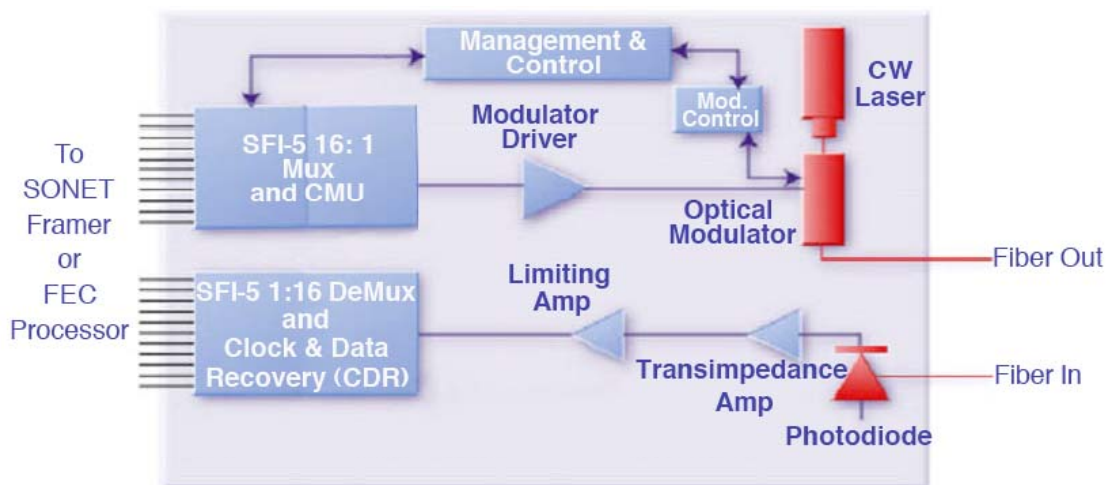 Management &
Control
CW
Laser
Mod.
Control
Modulator
Driver
SFI-5 16: 1
Mux
and CMU
To
SONET
Framer
or
FEC
Processor
Optical
Modulator
Fiber Out
Limiting
Amp
SFI-5 1:16 DeMux
and
Clock & Data
Recovery (CDR)
Transimpedance
Amp
Fiber In
Photodiode